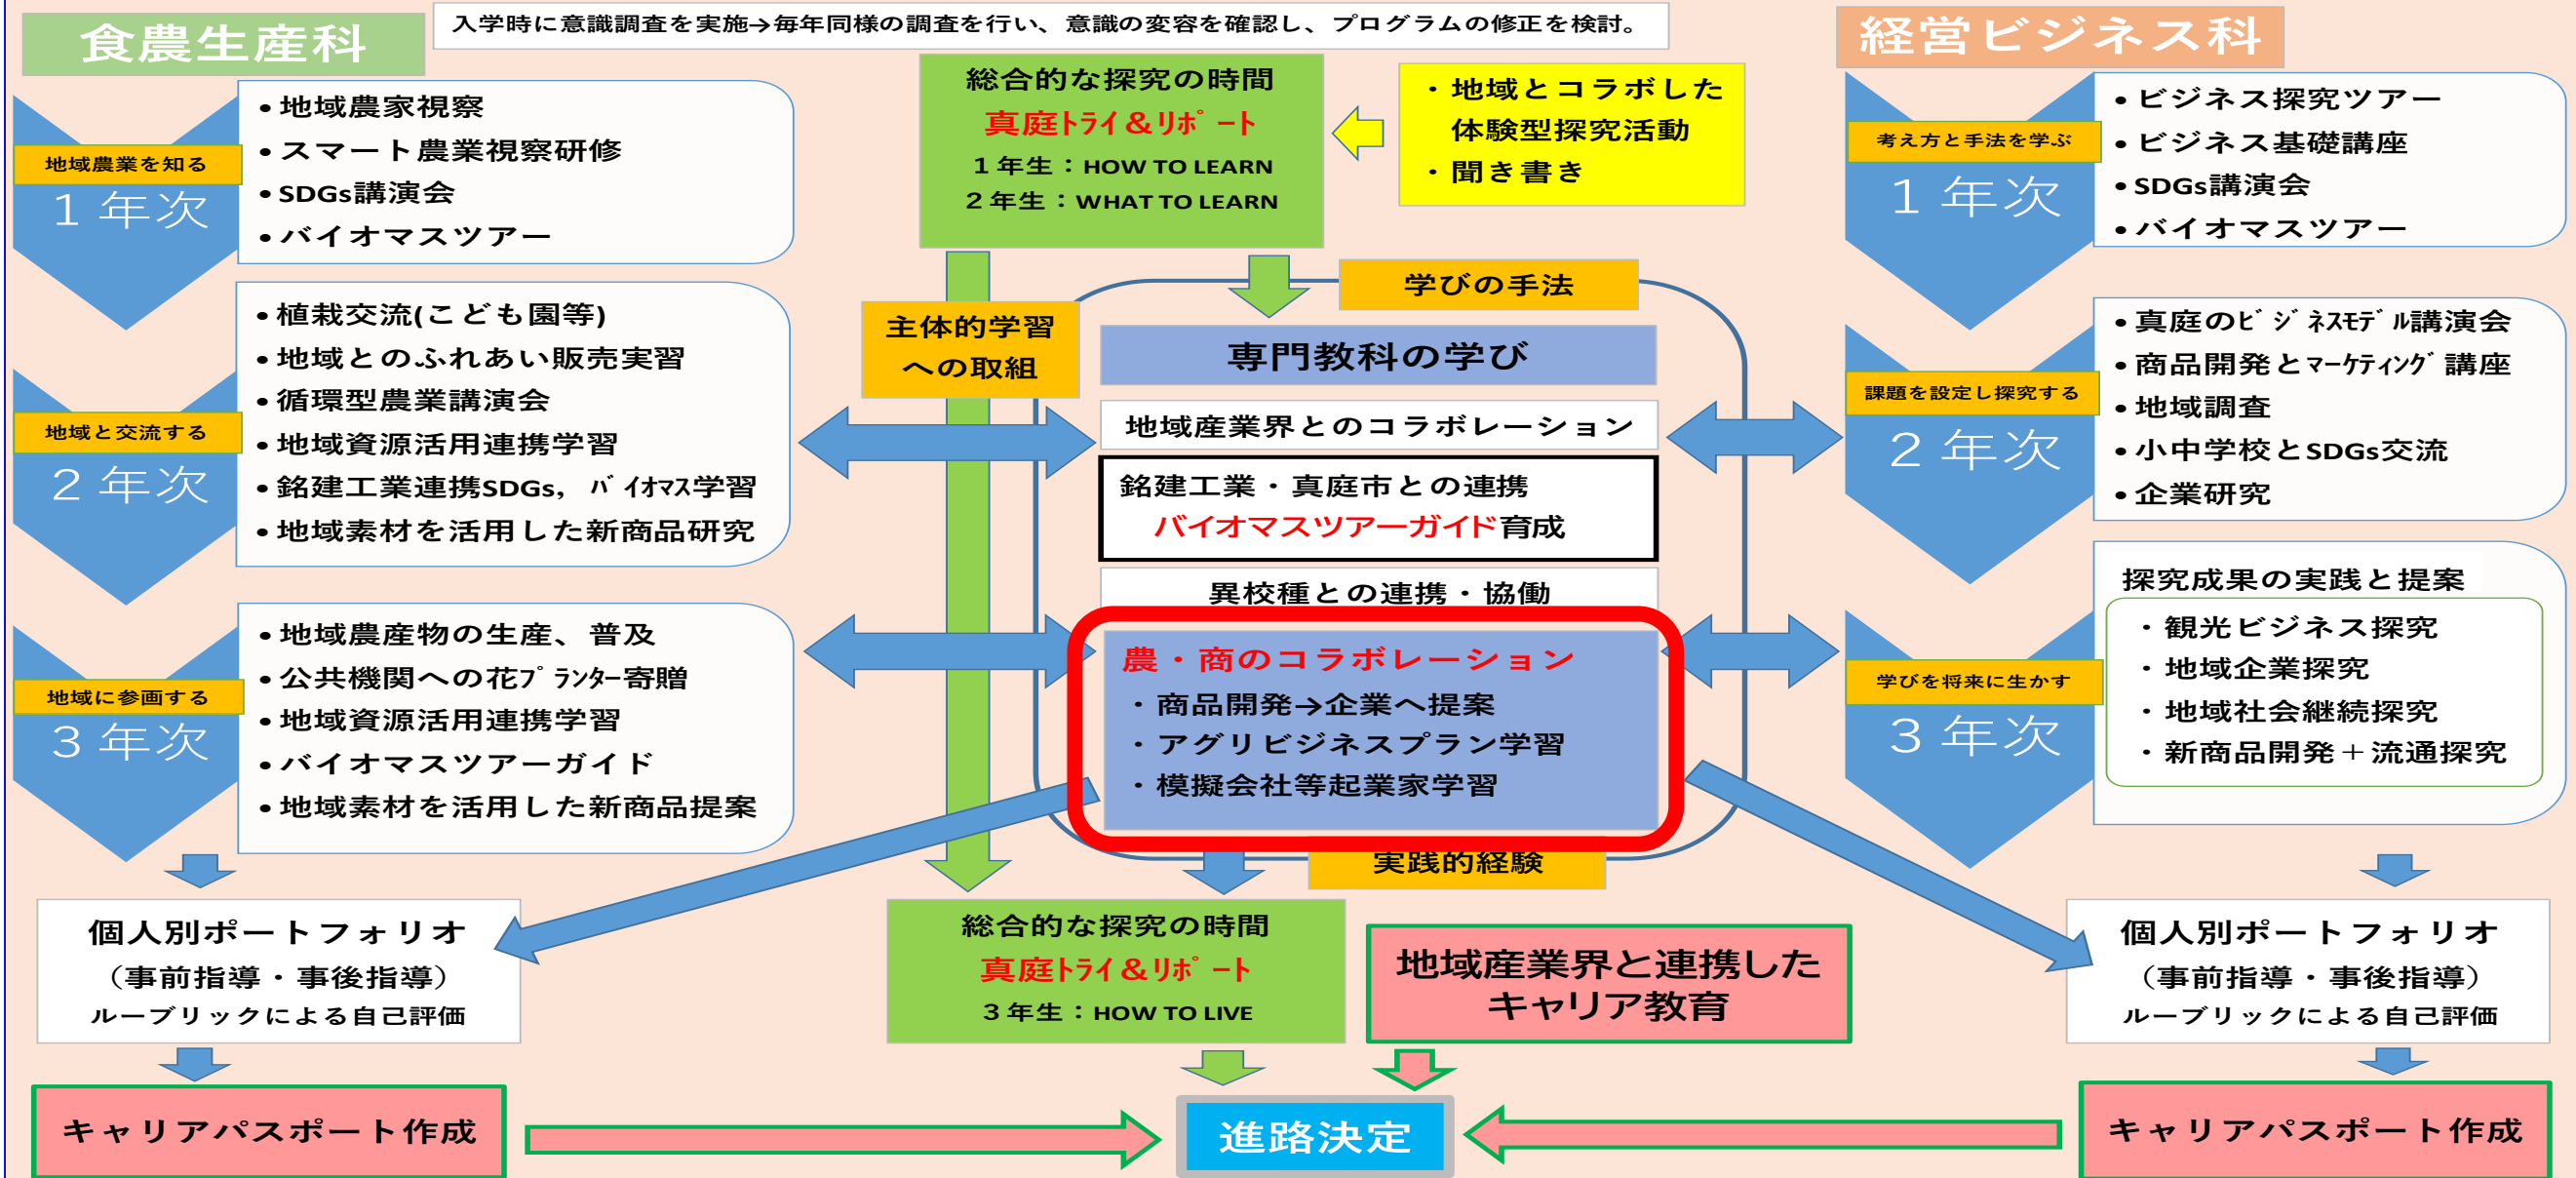 食農生産科
入学時に意識調査を実施→毎年同様の調査を行い、意識の変容を確認し、プログラムの修正を検討。
経営ビジネス科
地域農業を知る
1年次
•地域農家視察
•スマート農業視察研修
•SDGs講演会
•バイオマスツアー
地域と交流する
2年次
•植栽交流(こども園等)
•地域とのふれあい販売実習
•循環型農業講演会
•地域資源活用連携学習
•銘建工業連携SDGs，バイオマス学習
•地域素材を活用した新商品研究
地域に参画する
3年次
•地域農産物の生産、普及
•公共機関への花プランター寄贈
•地域資源活用連携学習
•バイオマスツアーガイド
•地域素材を活用した新商品提案
個人別ポートフォリオ
（事前指導・事後指導）
ルーブリックによる自己評価
キャリアパスポート作成
総合的な探究の時間
真庭トライ＆リポート
1年生：HOW TO LEARN
2年生：WHAT TO LEARN
・地域とコラボした
体験型探究活動
・聞き書き
主体的学習
への取組
学びの手法
専門教科の学び
地域産業界とのコラボレーション
銘建工業・真庭市との連携
バイオマスツアーガイド育成
異校種との連携・協働
農・商のコラボレーション
・商品開発→企業へ提案
・アグリビジネスプラン学習
・模擬会社等起業家学習
実践的経験
総合的な探究の時間
真庭トライ＆リポート
3年生：HOW TO LIVE
地域産業界と連携した
キャリア教育
進路決定
考え方と手法を学ぶ
1年次
•ビジネス探究ツアー
•ビジネス基礎講座
•SDGs講演会
•バイオマスツアー
課題を設定し探究する
2年次
•真庭のビジネスモデル講演会
•商品開発とマーケティング講座
•地域調査
•小中学校とSDGs交流
•企業研究
学びを将来に生かす
3年次
探究成果の実践と提案
・観光ビジネス探究
・地域企業探究
・地域社会継続探究
・新商品開発＋流通探究
個人別ポートフォリオ
（事前指導・事後指導）
ルーブリックによる自己評価
キャリアパスポート作成